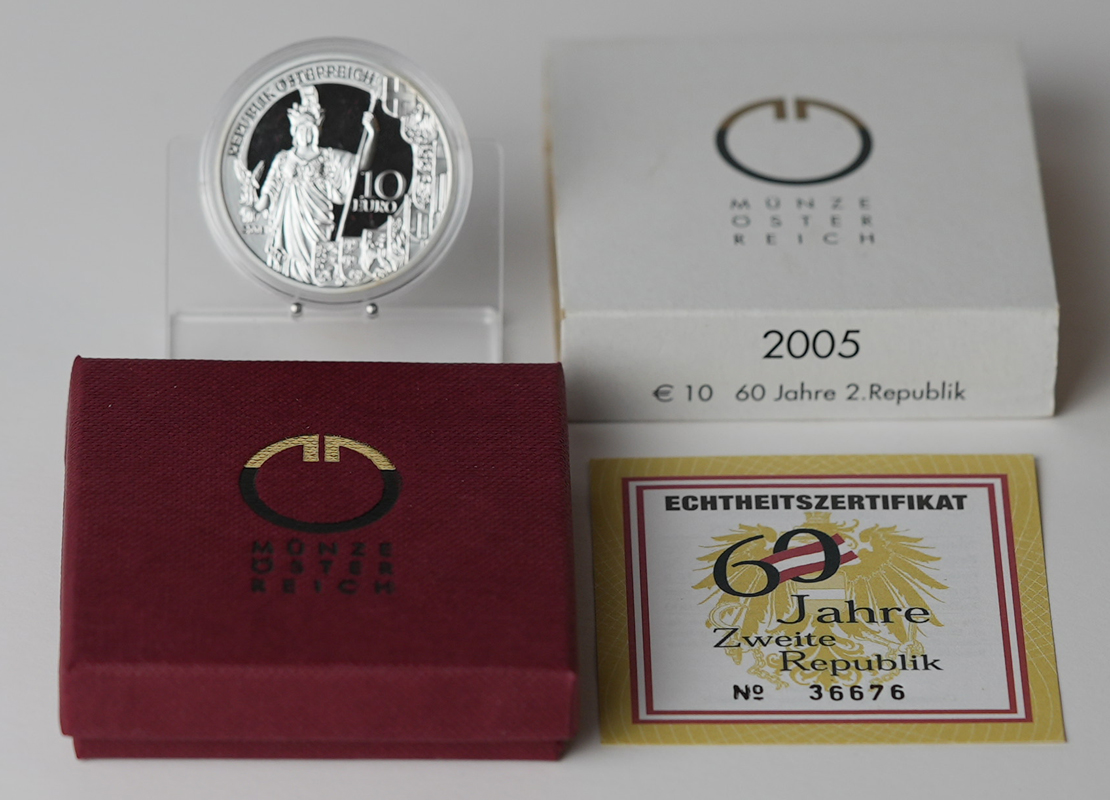 REPUBLIK ÖSTERREICH
10
EURO
MÜNZE
ÖSTER
REICH
2005
€ 10 60 Jahre 2.Republik
MÜNZE
ÖSTER
REICH
ECHTHEITSZERTIFIKAT
60
Jahre
Zweite
Republik
Nº 36676